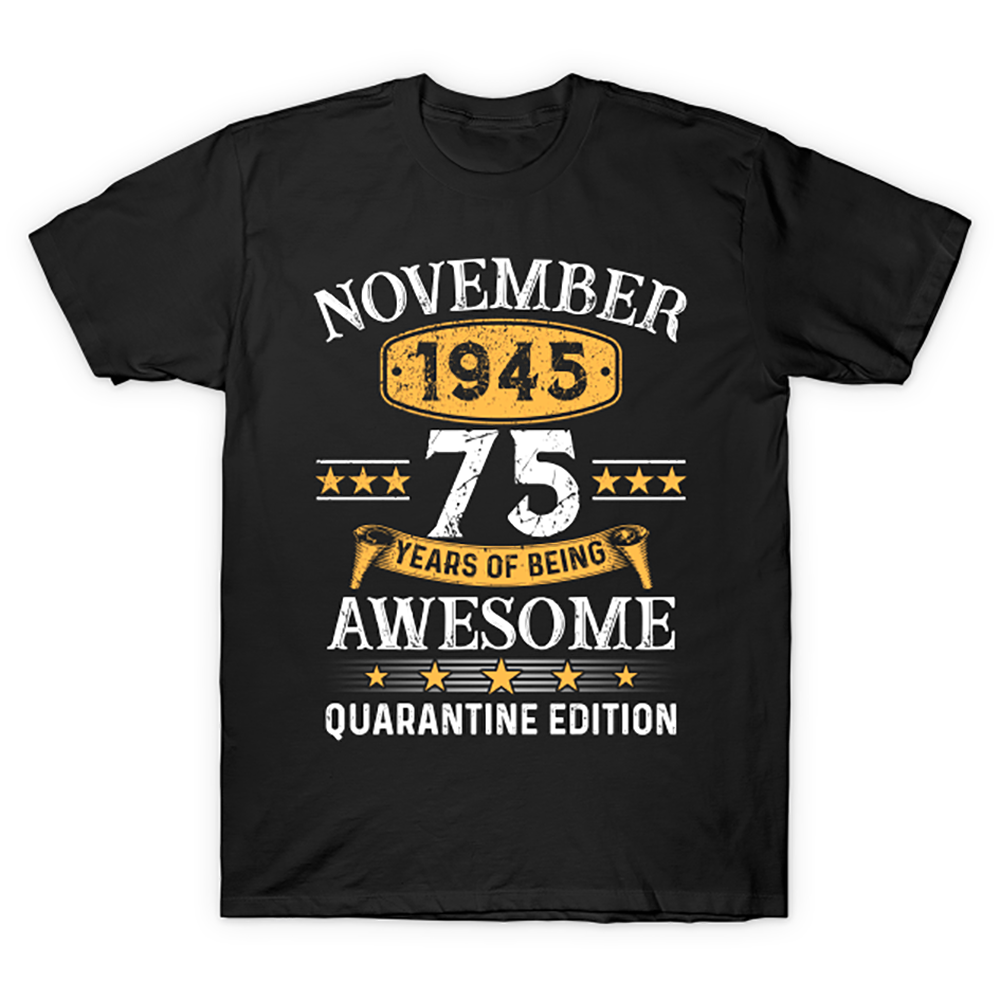 NOVEMBER
1945
75
YEARS OF BEING
AWESOME
QUARANTINE EDITION